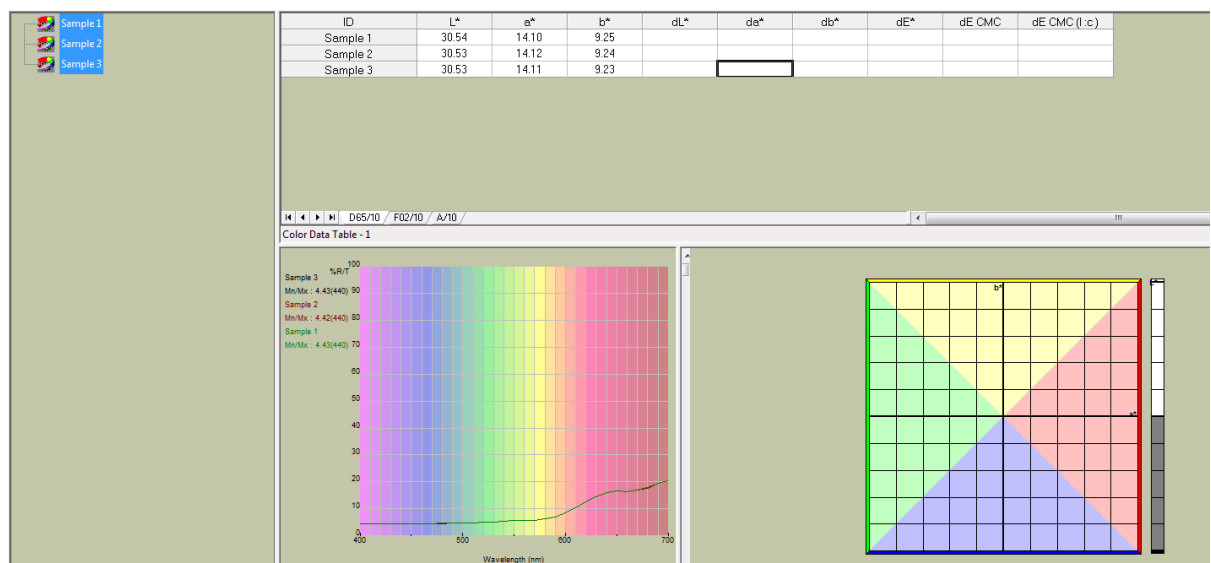 Sample 1
Sample 2
Sample 3
ID L* a* b* dL* da* db* dE* dE CMC dE CMC (l:c)
Sample 1 30.54 14.10 9.25
Sample 2 30.53 14.12 9.24
Sample 3 30.53 14.11 9.23
D65/10 F02/10 A/10
Color Data Table - 1
%R/T
Sample 3
Mn/Mx : 4.43(440)
Sample 2
Mn/Mx : 4.42(440)
Sample 1
Mn/Mx : 4.43(440)
100
90
80
70
60
50
40
30
20
10
0
400 500 600 700
Wavelength (nm)
b*
a*